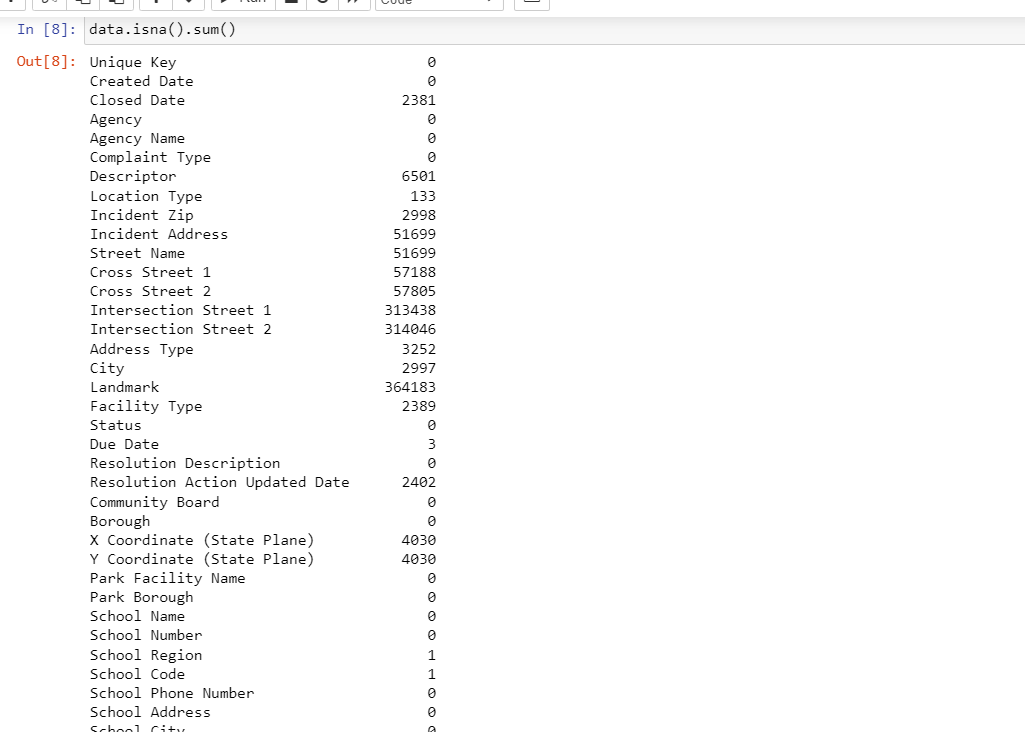 Run Code
In [8]: data.isna().sum()
Out[8]: Unique Key 0
Created Date 0
Closed Date 2381
Agency 0
Agency Name 0
Complaint Type 0
Descriptor 6501
Location Type 133
Incident Zip 2998
Incident Address 51699
Street Name 51699
Cross Street 1 57188
Cross Street 2 57805
Intersection Street 1 313438
Intersection Street 2 314046
Address Type 3252
City 2997
Landmark 364183
Facility Type 2389
Status 0
Due Date 3
Resolution Description 0
Resolution Action Updated Date 2402
Community Board 0
Borough 0
X Coordinate (State Plane) 4030
Y Coordinate (State Plane) 4030
Park Facility Name 0
Park Borough 0
School Name 0
School Number 0
School Region 1
School Code 1
School Phone Number 0
School Address 0
School City 0